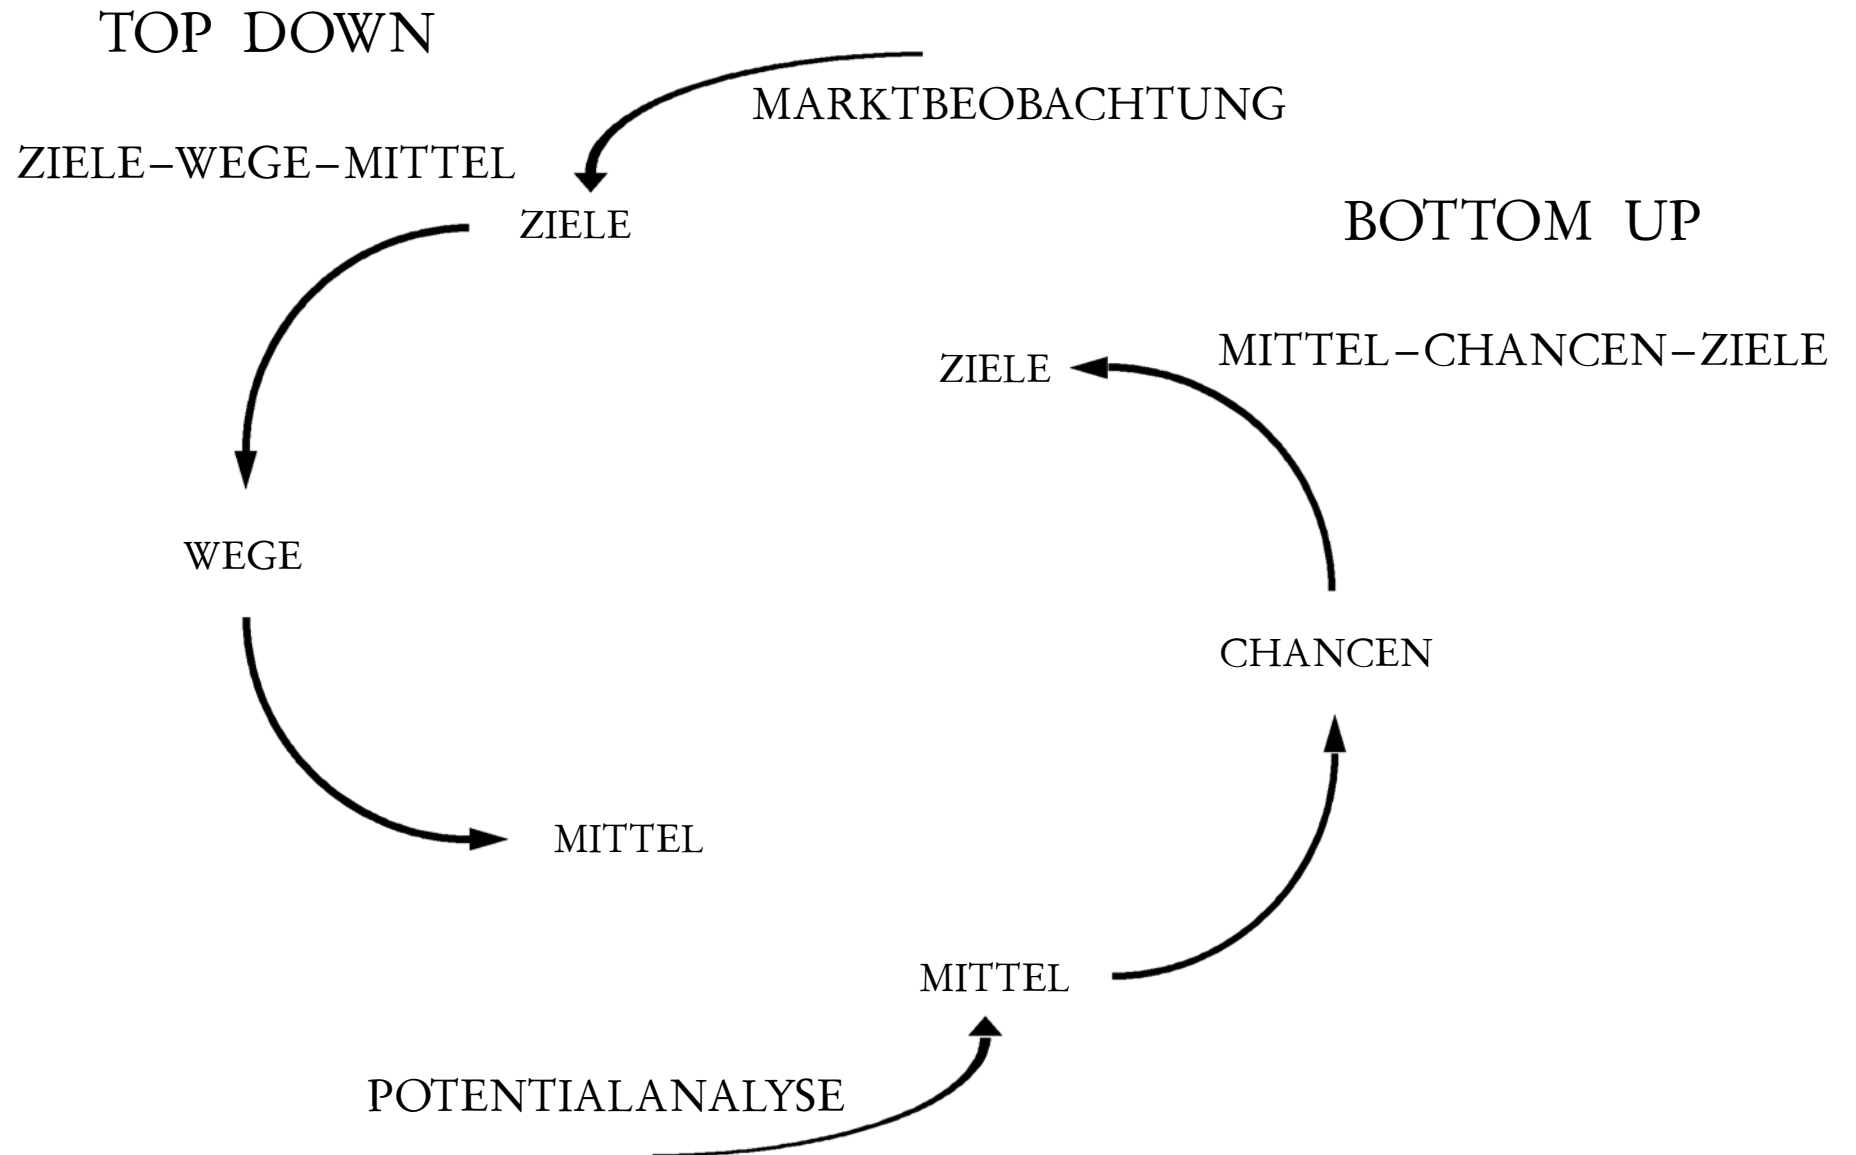 TOP DOWN
MARKTBEOBACHTUNG
ZIELE–WEGE–MITTEL
ZIELE
BOTTOM UP
MITTEL–CHANCEN–ZIELE
ZIELE
WEGE
CHANCEN
MITTEL
MITTEL
POTENTIALANALYSE